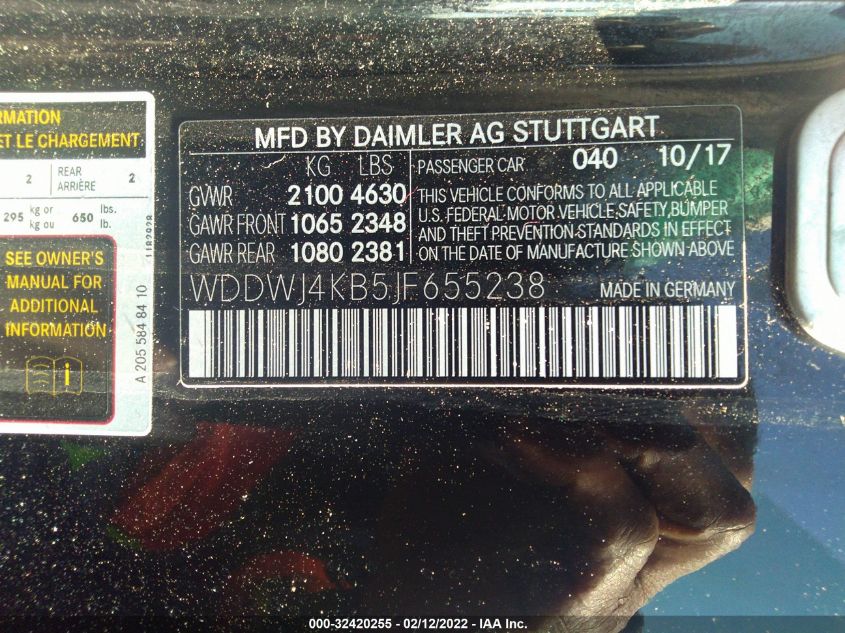 RMATION
ET LE CHARGEMENT
2 REAR ARRIÈRE 2
295 kg or kg ou 650 lbs. lb.
SEE OWNER'S
MANUAL FOR
ADDITIONAL
INFORMATION
A 205 584 84 10
MFD BY DAIMLER AG STUTTGART
KG LBS
GVWR 2100 4630
GAWR FRONT 1065 2348
GAWR REAR 1080 2381
PASSENGER CAR 040 10/17
THIS VEHICLE CONFORMS TO ALL APPLICABLE
U.S. FEDERAL MOTOR VEHICLE SAFETY, BUMPER
AND THEFT PREVENTION STANDARDS IN EFFECT
ON THE DATE OF MANUFACTURE SHOWN ABOVE
WDDWJ4KB5JF655238 MADE IN GERMANY
000-32420255 - 02/12/2022 - IAA Inc.